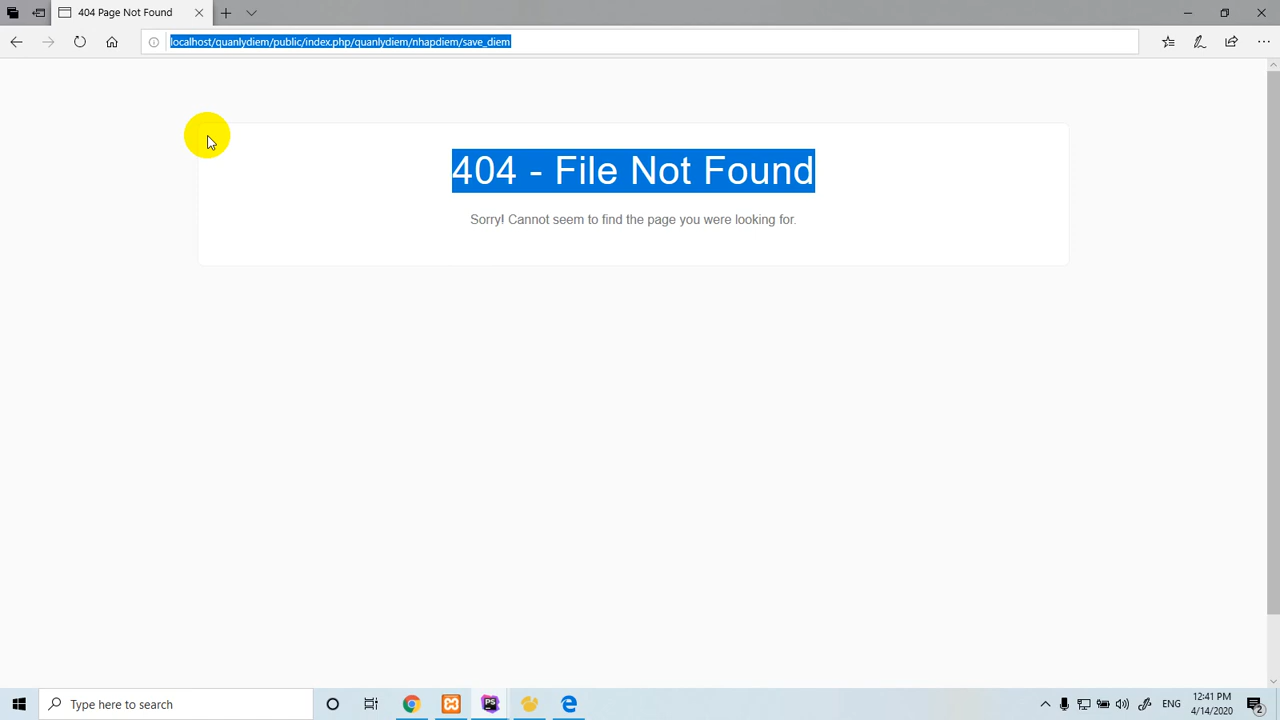 404 Page Not Found
localhost/quanlydiem/public/index.php/quanlydiem/nhapdiem/save_diem
404 - File Not Found
Sorry! Cannot seem to find the page you were looking for.
Type here to search
PS
ENG
12:41 PM
4/14/2020
2